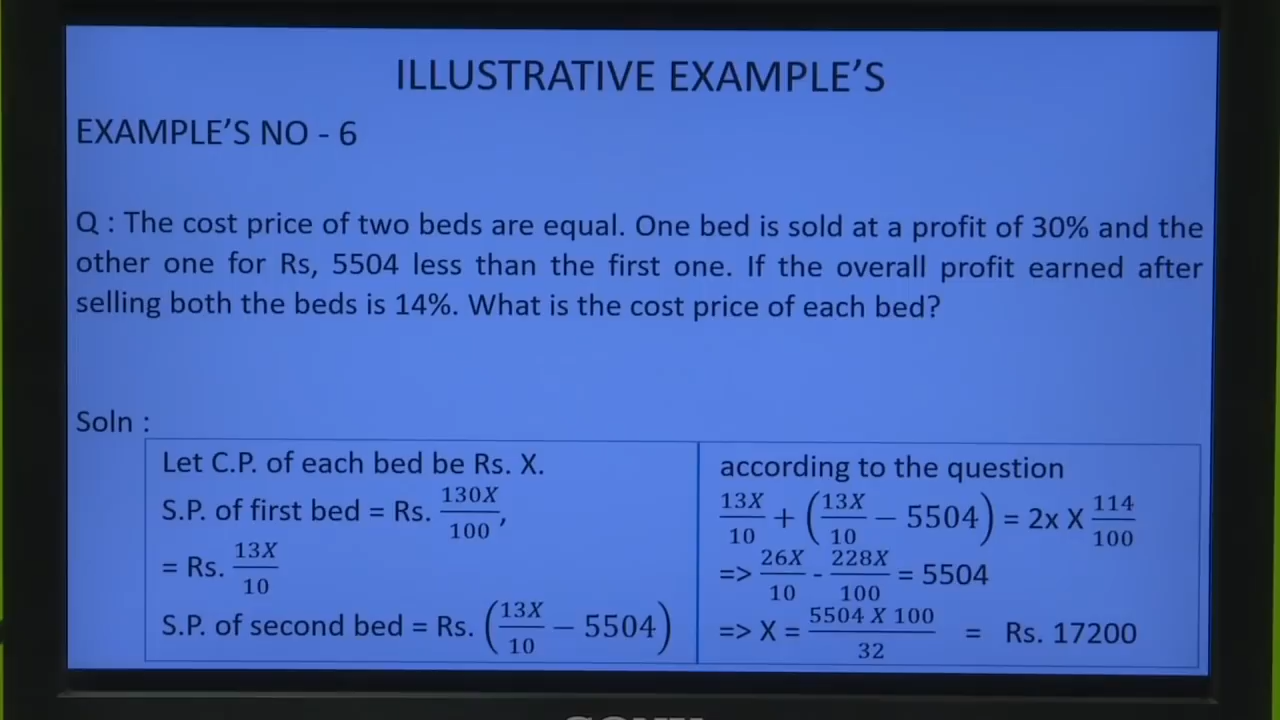 ILLUSTRATIVE EXAMPLE’S
EXAMPLE’S NO - 6
Q : The cost price of two beds are equal. One bed is sold at a profit of 30% and the
other one for Rs, 5504 less than the first one. If the overall profit earned after
selling both the beds is 14%. What is the cost price of each bed?
Soln :
Let C.P. of each bed be Rs. X.
S.P. of first bed = Rs. 130X/100,
= Rs. 13X/10
S.P. of second bed = Rs. (13X/10 − 5504)
according to the question
13X/10 + (13X/10 − 5504) = 2x X 114/100
=> 26X/10 - 228X/100 = 5504
=> X = 5504 X 100/32 = Rs. 17200